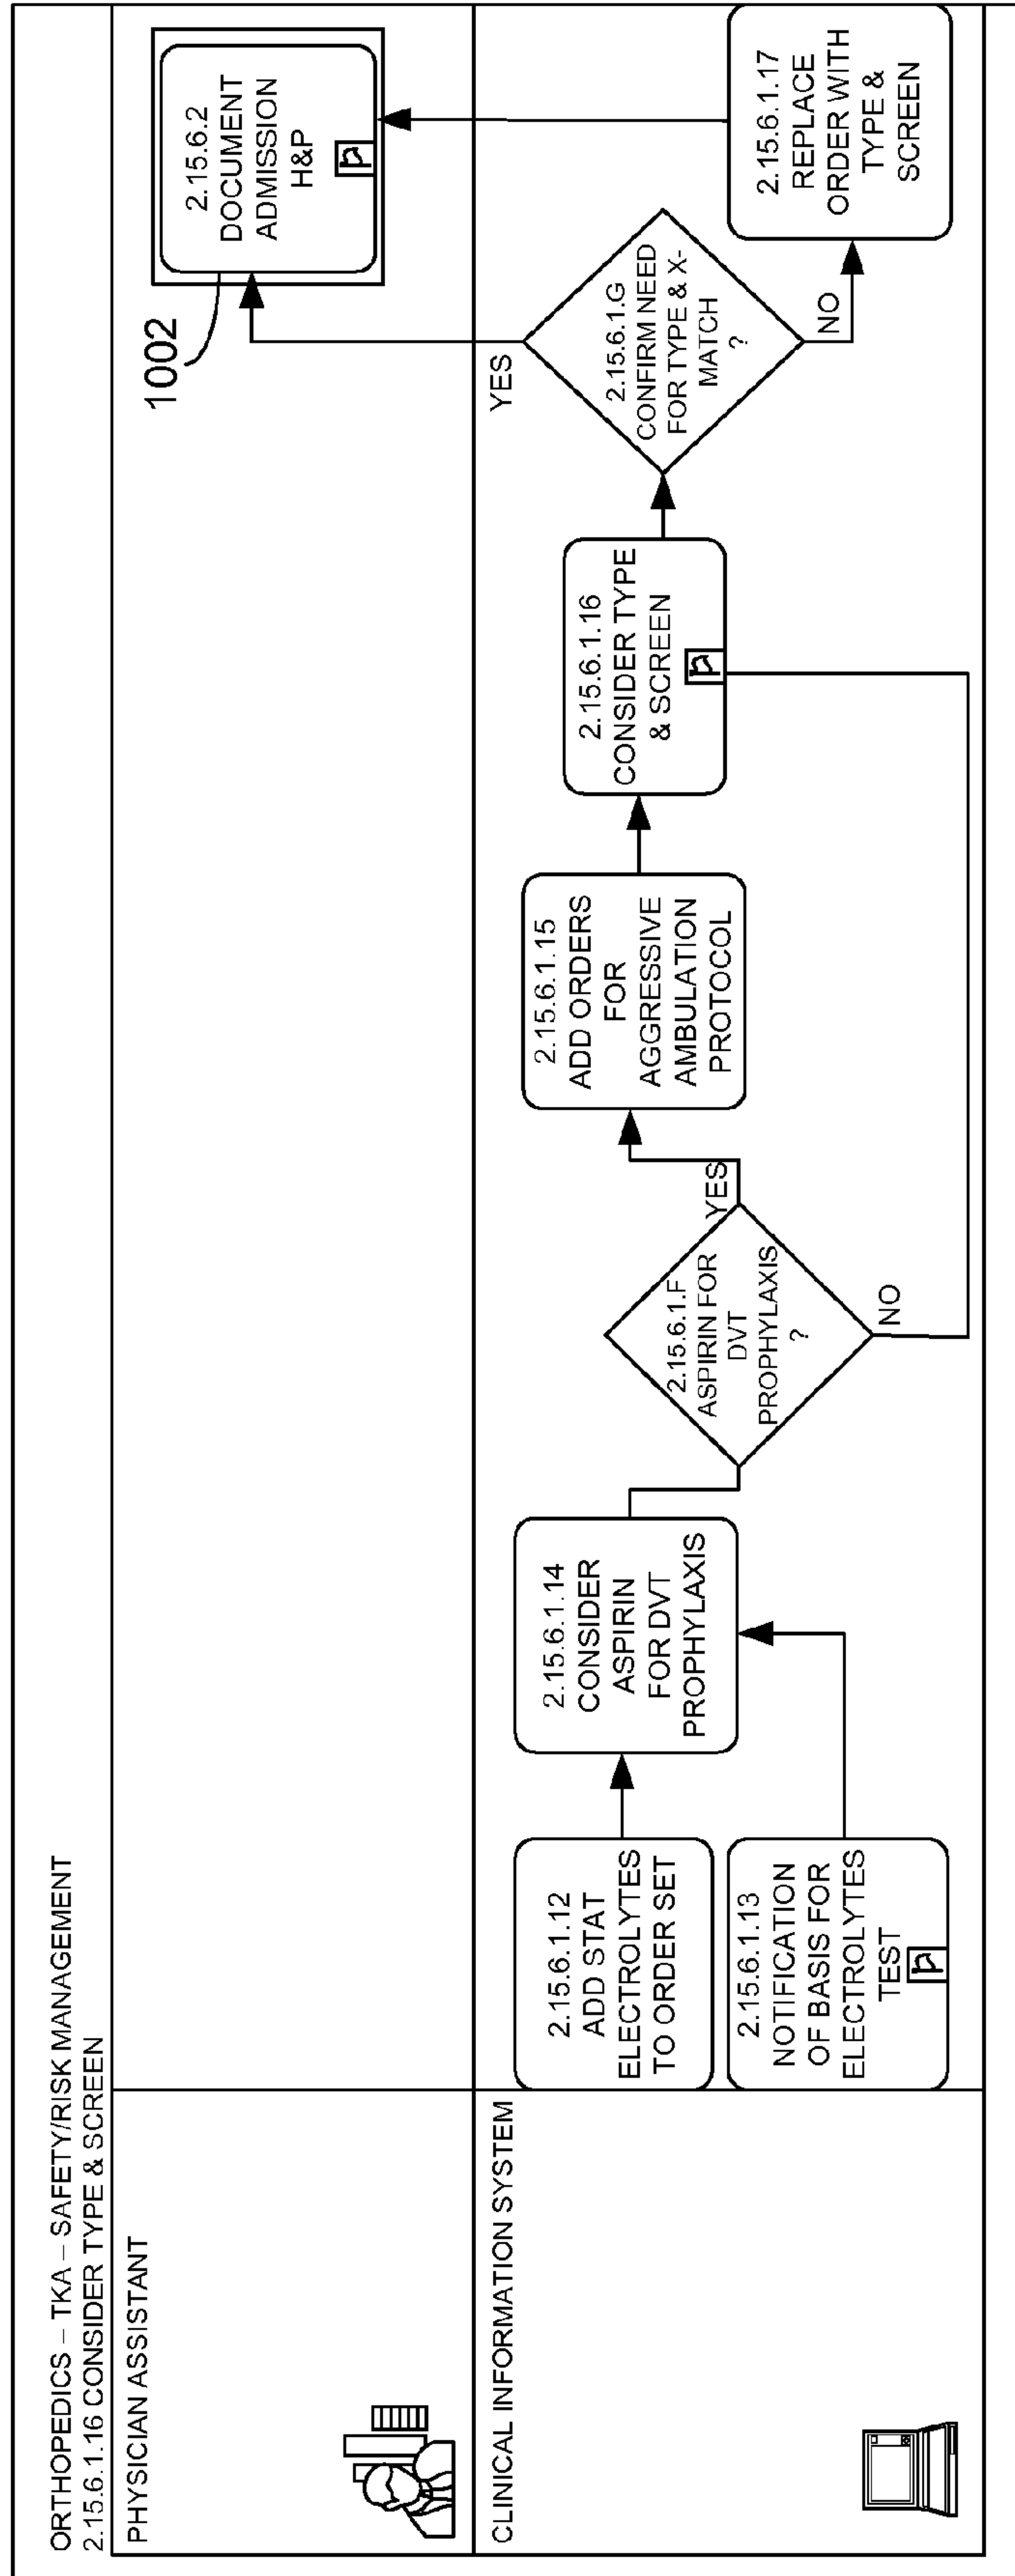 ORTHOPEDICS – TKA – SAFETY/RISK MANAGEMENT
2.15.6.1.16 CONSIDER TYPE & SCREEN
PHYSICIAN ASSISTANT
1002
2.15.6.2
DOCUMENT
ADMISSION
H&P
CLINICAL INFORMATION SYSTEM
2.15.6.1.12
ADD STAT
ELECTROLYTES
TO ORDER SET
2.15.6.1.13
NOTIFICATION
OF BASIS FOR
ELECTROLYTES
TEST
2.15.6.1.14
CONSIDER
ASPIRIN
FOR DVT
PROPHYLAXIS
2.15.6.1.F
ASPIRIN FOR
DVT
PROPHYLAXIS
?
YES
NO
2.15.6.1.15
ADD ORDERS
FOR
AGGRESSIVE
AMBULATION
PROTOCOL
2.15.6.1.16
CONSIDER TYPE
& SCREEN
2.15.6.1.G
CONFIRM NEED
FOR TYPE & X-
MATCH
?
YES
NO
2.15.6.1.17
REPLACE
ORDER WITH
TYPE &
SCREEN